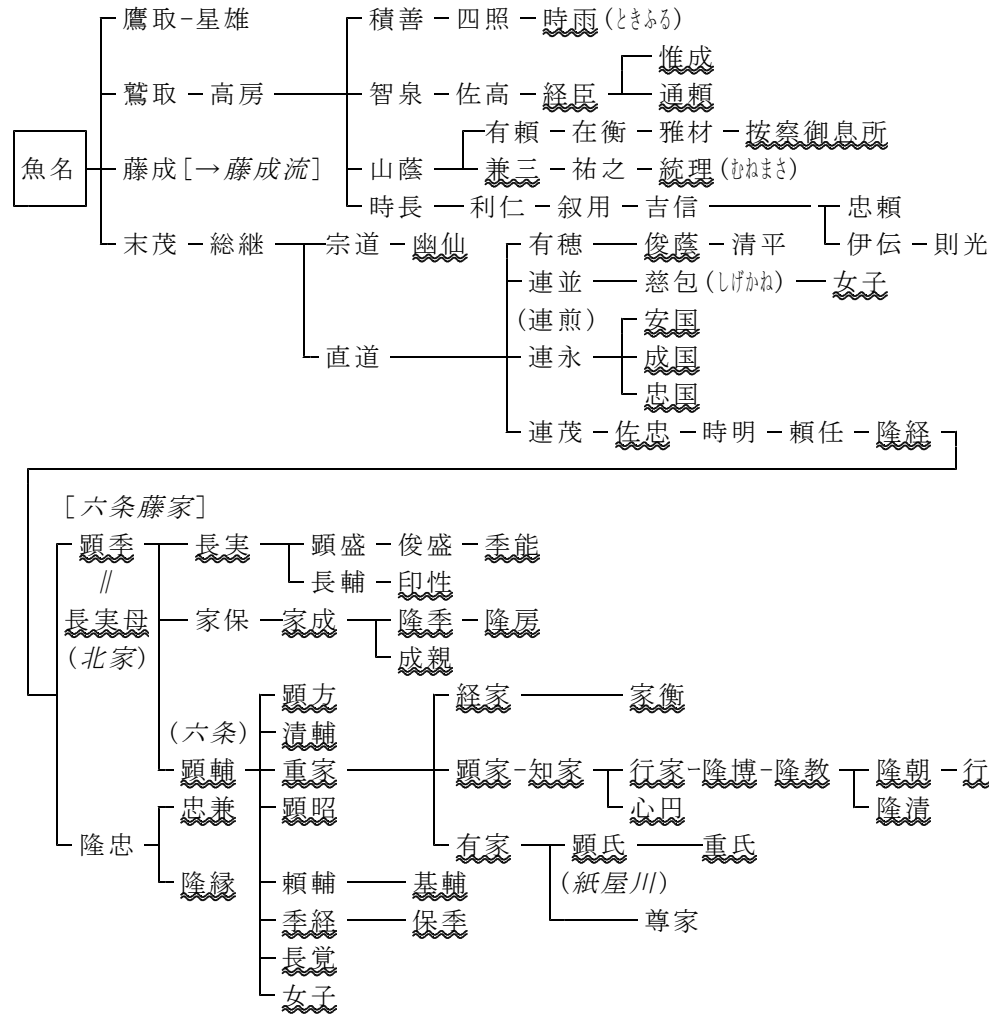 鷹取-星雄 積善 四照 時雨(ときふる)
惟成
鷲取 高房 智泉 佐高 経臣 通頼
有頼 在衡 雅材 按察御息所
魚名 藤成[→藤成流] 山蔭 兼三 祐之 統理(むねまさ)
時長 利仁 叙用 吉信 忠頼
末茂 総継 宗道 幽仙 有穂 俊蔭 清平 伊伝 則光
連並 慈包(しげかね) 女子
(連煎) 安国
直道 連永 成国
忠国
連茂 佐忠 時明 頼任 隆経
[六条藤家]
顕季 長実 顕盛 俊盛 季能
〃 長輔 印性
長実母 家保 家成 隆季 隆房
(北家) 成親
顕方 経家 家衡
(六条) 清輔
顕輔 重家 顕家-知家 行家-隆博-隆教 隆朝 行
忠兼 顕昭 心円 隆清
隆忠 有家 顕氏 重氏
隆縁 頼輔 基輔 (紙屋川)
季経 保季 尊家
長覚
女子